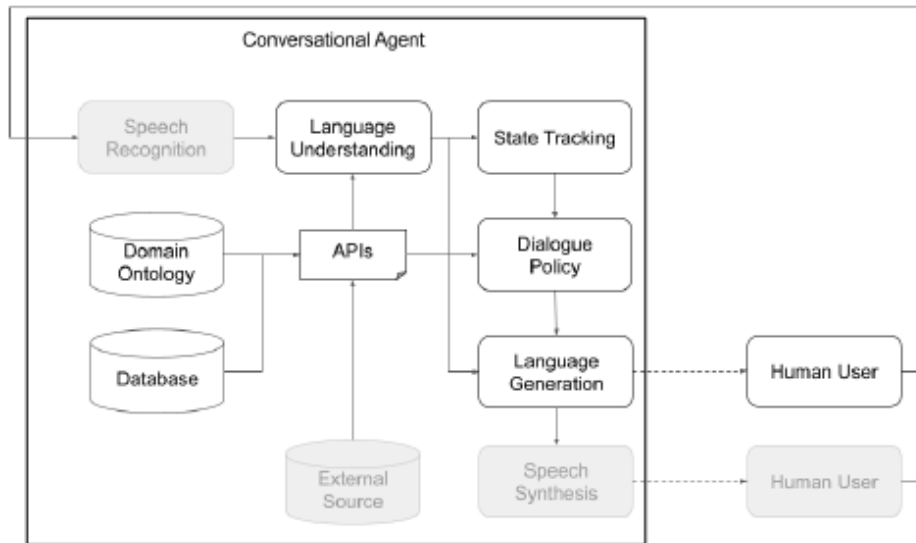 Conversational Agent
Speech
Recognition
Language
Understanding
State Tracking
Domain
Ontology
APIs
Dialogue
Policy
Database
Language
Generation
Human User
External
Source
Speech
Synthesis
Human User